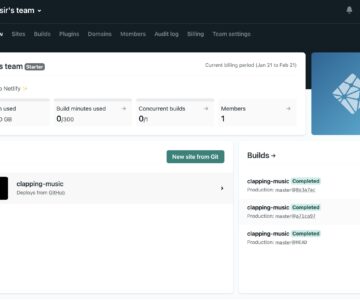 sir's team
Sites Builds Plugins Domains Members Audit log Billing Team settings
s team Starter
Current billing period (Jan 21 to Feb 21)
o Netlify
used
Build minutes used
Concurrent builds
Members
0 GB
0/300
0/1
1
New site from Git
Builds
clapping-music
Deploys from GitHub
clapping-music Completed
Production: master@
clapping-music Completed
Production: master@
clapping-music Completed
Production: master@HEAD